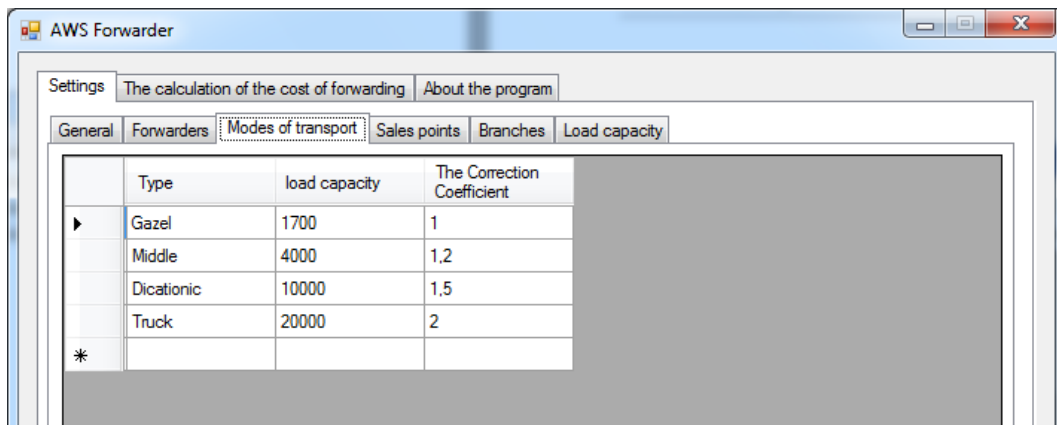 AWS Forwarder
Settings The calculation of the cost of forwarding About the program
General Forwarders Modes of transport Sales points Branches Load capacity
Type load capacity The Correction
Coefficient
Gazel 1700 1
Middle 4000 1,2
Dicationic 10000 1,5
Truck 20000 2